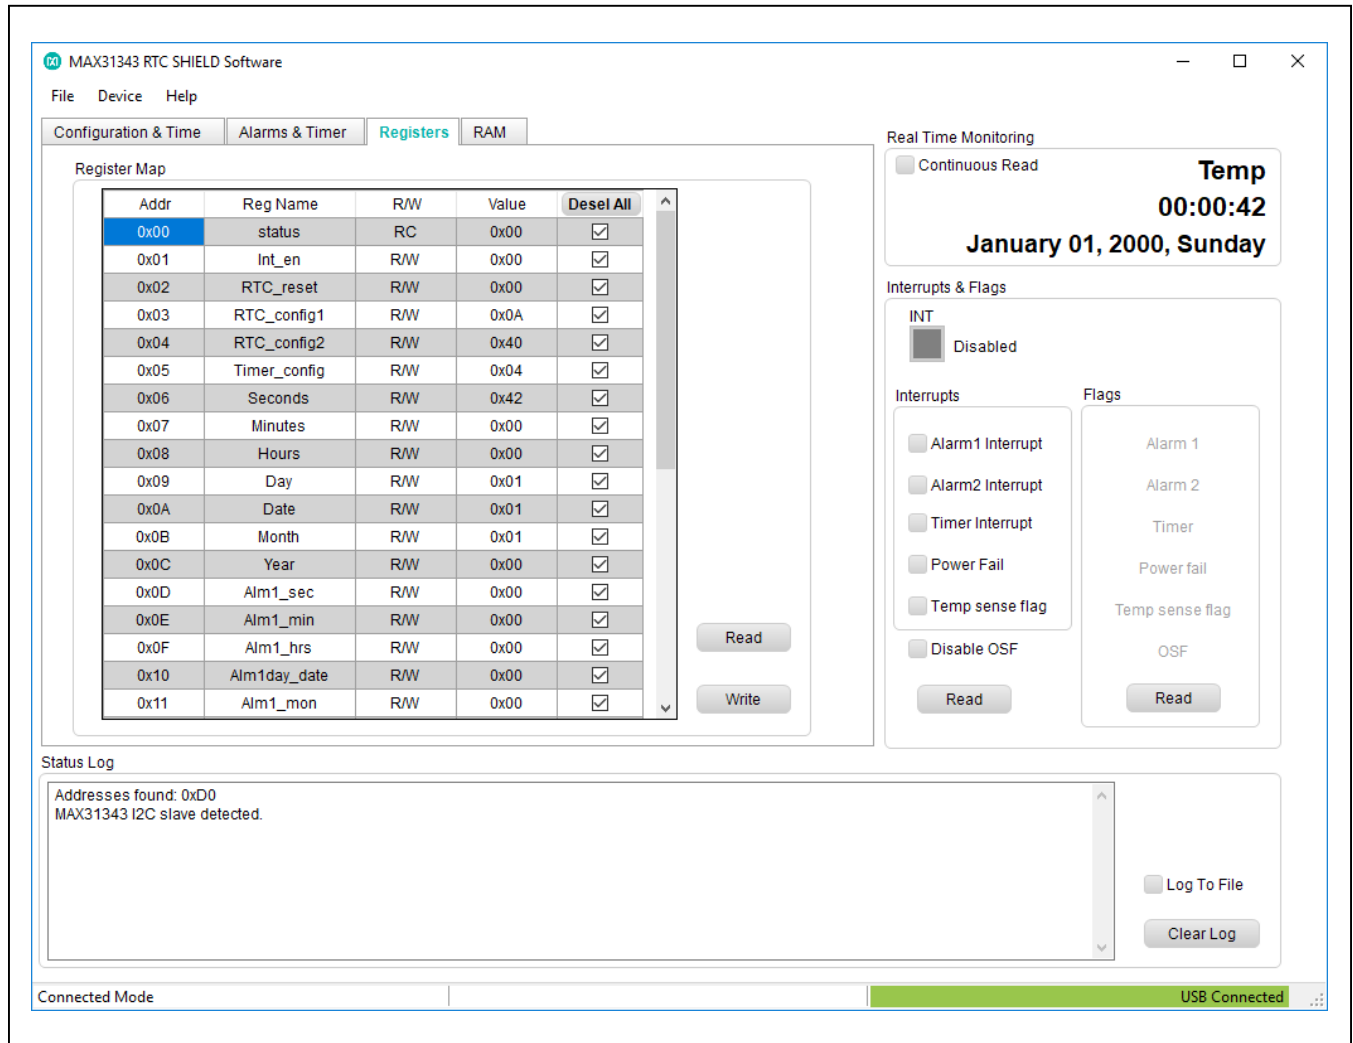 MAX31343 RTC SHIELD Software
File Device Help
Configuration & Time Alarms & Timer Registers RAM
Register Map
Addr Reg Name R/W Value Desel All
0x00 status RC 0x00
0x01 Int_en R/W 0x00
0x02 RTC_reset R/W 0x00
0x03 RTC_config1 R/W 0x0A
0x04 RTC_config2 R/W 0x40
0x05 Timer_config R/W 0x04
0x06 Seconds R/W 0x42
0x07 Minutes R/W 0x00
0x08 Hours R/W 0x00
0x09 Day R/W 0x01
0x0A Date R/W 0x01
0x0B Month R/W 0x01
0x0C Year R/W 0x00
0x0D Alm1_sec R/W 0x00
0x0E Alm1_min R/W 0x00
0x0F Alm1_hrs R/W 0x00
0x10 Alm1day_date R/W 0x00
0x11 Alm1_mon R/W 0x00
Read
Write
Real Time Monitoring
Continuous Read
Temp
00:00:42
January 01, 2000, Sunday
Interrupts & Flags
INT
Disabled
Interrupts
Alarm1 Interrupt
Alarm2 Interrupt
Timer Interrupt
Power Fail
Temp sense flag
Disable OSF
Read
Flags
Alarm 1
Alarm 2
Timer
Power fail
Temp sense flag
OSF
Read
Status Log
Addresses found: 0xD0
MAX31343 I2C slave detected.
Log To File
Clear Log
Connected Mode
USB Connected